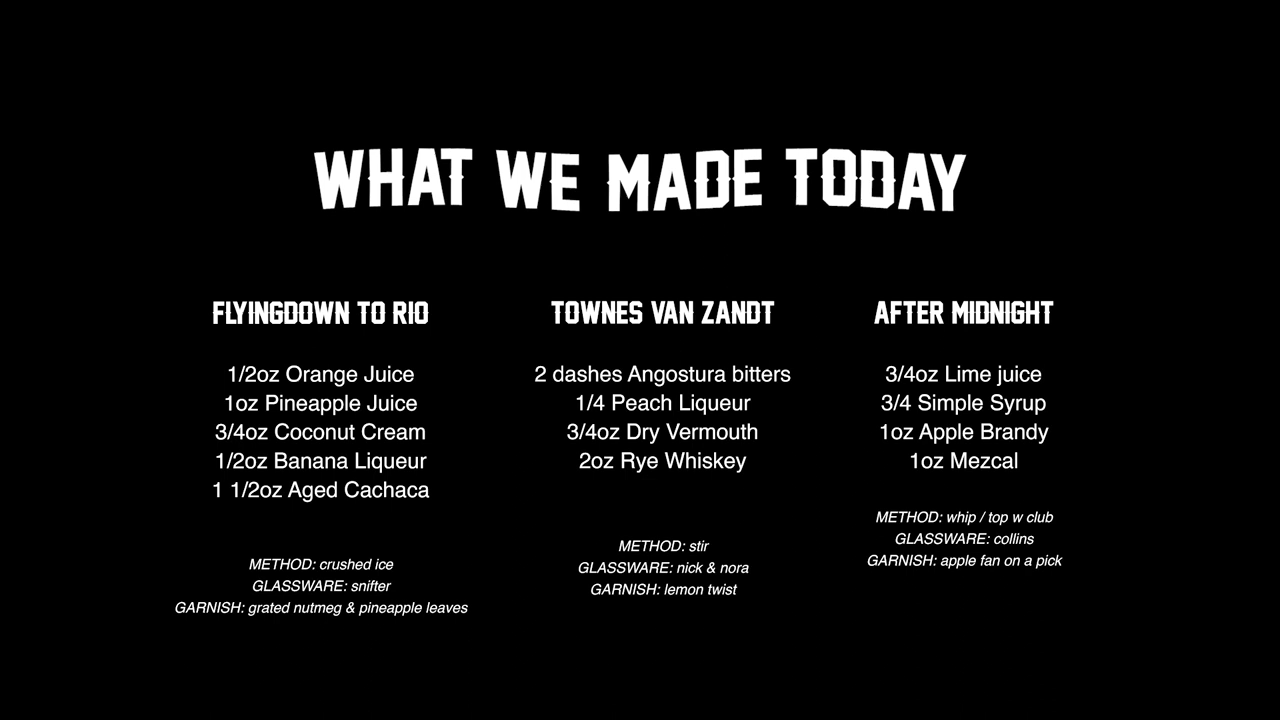 WHAT WE MADE TODAY
FLYINGDOWN TO RIO
1/2oz Orange Juice
1oz Pineapple Juice
3/4oz Coconut Cream
1/2oz Banana Liqueur
1 1/2oz Aged Cachaca
METHOD: crushed ice
GLASSWARE: snifter
GARNISH: grated nutmeg & pineapple leaves
TOWNES VAN ZANDT
2 dashes Angostura bitters
1/4 Peach Liqueur
3/4oz Dry Vermouth
2oz Rye Whiskey
METHOD: stir
GLASSWARE: nick & nora
GARNISH: lemon twist
AFTER MIDNIGHT
3/4oz Lime juice
3/4 Simple Syrup
1oz Apple Brandy
1oz Mezcal
METHOD: whip / top w club
GLASSWARE: collins
GARNISH: apple fan on a pick